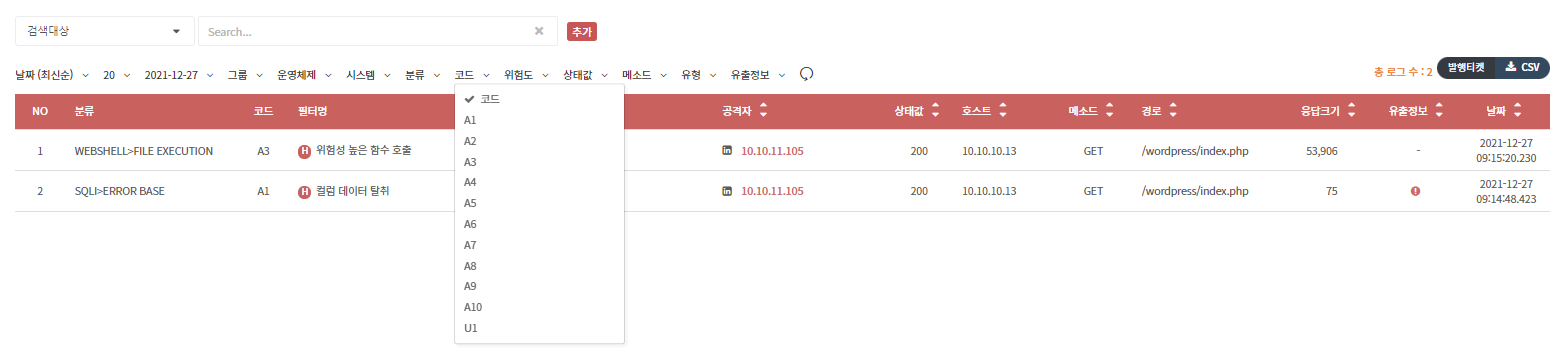 검색대상 Search... 추가
날짜 (최신순) 20 2021-12-27 그룹 운영체제 시스템 분류 코드 위험도 상태값 메소드 유형 유출정보 총 로그 수 : 2 발행티켓 CSV
NO 분류 코드 필터명 공격자 상태값 호스트 메소드 경로 응답크기 유출정보 날짜
1 WEBSHELL>FILE EXECUTION A3 H 위험성 높은 함수 호출 in 10.10.11.105 200 10.10.10.13 GET /wordpress/index.php 53,906 - 2021-12-27
09:15:20.230
2 SQLI>ERROR BASE A1 H 컬럼 데이터 탈취 in 10.10.11.105 200 10.10.10.13 GET /wordpress/index.php 75 2021-12-27
09:14:48.423
코드
A1
A2
A3
A4
A5
A6
A7
A8
A9
A10
U1